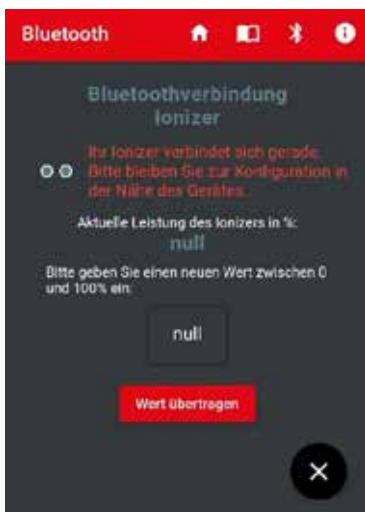 Bluetooth
Bluetoothverbindung
Ionizer
Ihr Ionizer verbindet sich gerade.
Bitte bleiben Sie zur Konfiguration in
der Nähe des Gerätes.
Aktuelle Leistung des Ionizers in %:
null
Bitte geben Sie einen neuen Wert zwischen 0
und 100% ein:
null
Wert übertragen